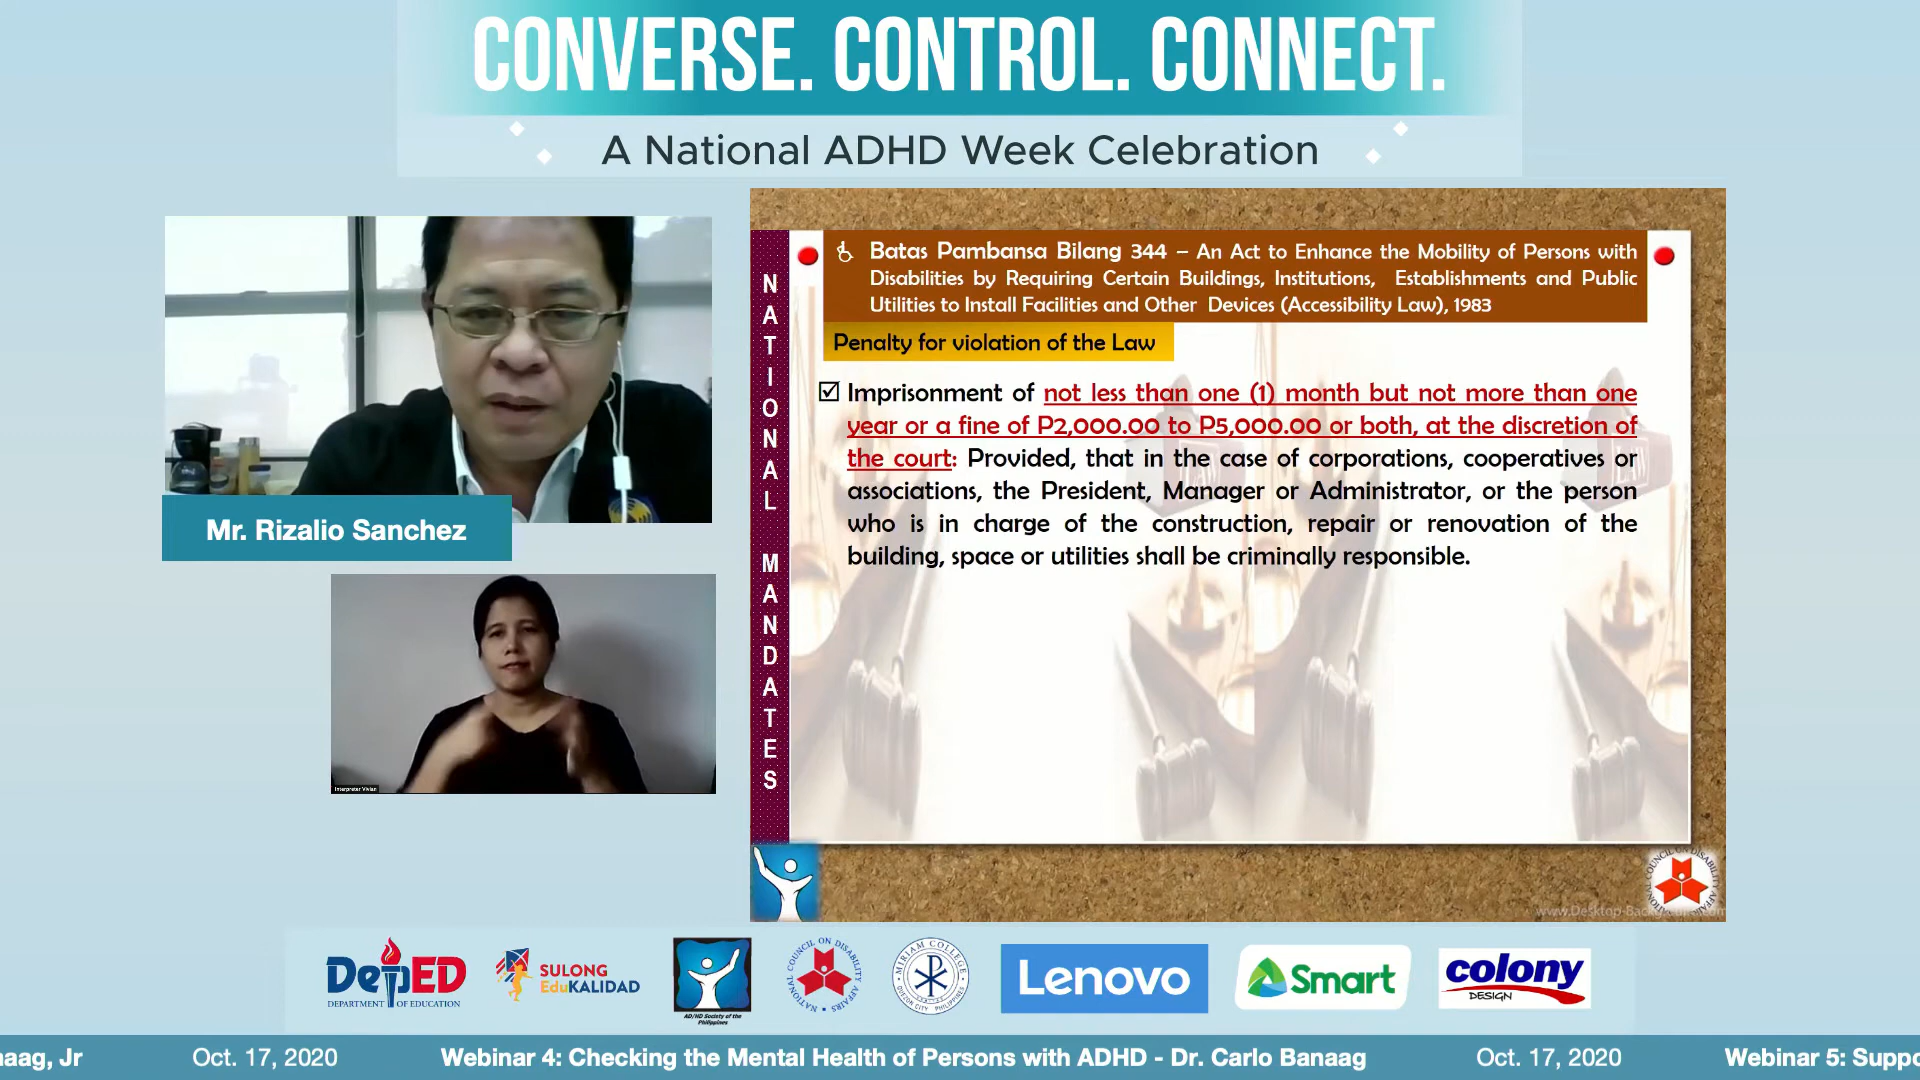 CONVERSE. CONTROL. CONNECT.
A National ADHD Week Celebration
Mr. Rizalio Sanchez
Interpreter Vivian
NATIONAL MANDATES
Batas Pambansa Bilang 344 – An Act to Enhance the Mobility of Persons with
Disabilities by Requiring Certain Buildings, Institutions, Establishments and Public
Utilities to Install Facilities and Other Devices (Accessibility Law), 1983
Penalty for violation of the Law
Imprisonment of not less than one (1) month but not more than one
year or a fine of P2,000.00 to P5,000.00 or both, at the discretion of
the court: Provided, that in the case of corporations, cooperatives or
associations, the President, Manager or Administrator, or the person
who is in charge of the construction, repair or renovation of the
building, space or utilities shall be criminally responsible.
DepED
DEPARTMENT OF EDUCATION
SULONG
EduKALIDAD
AD/HD Society of the
Philippines
NATIONAL COUNCIL ON DISABILITY AFFAIRS
MIRIAM COLLEGE
QUEZON CITY PHILIPPINES
Lenovo
Smart
colony
DESIGN
naag, Jr Oct. 17, 2020 Webinar 4: Checking the Mental Health of Persons with ADHD - Dr. Carlo Banaag Oct. 17, 2020 Webinar 5: Suppo